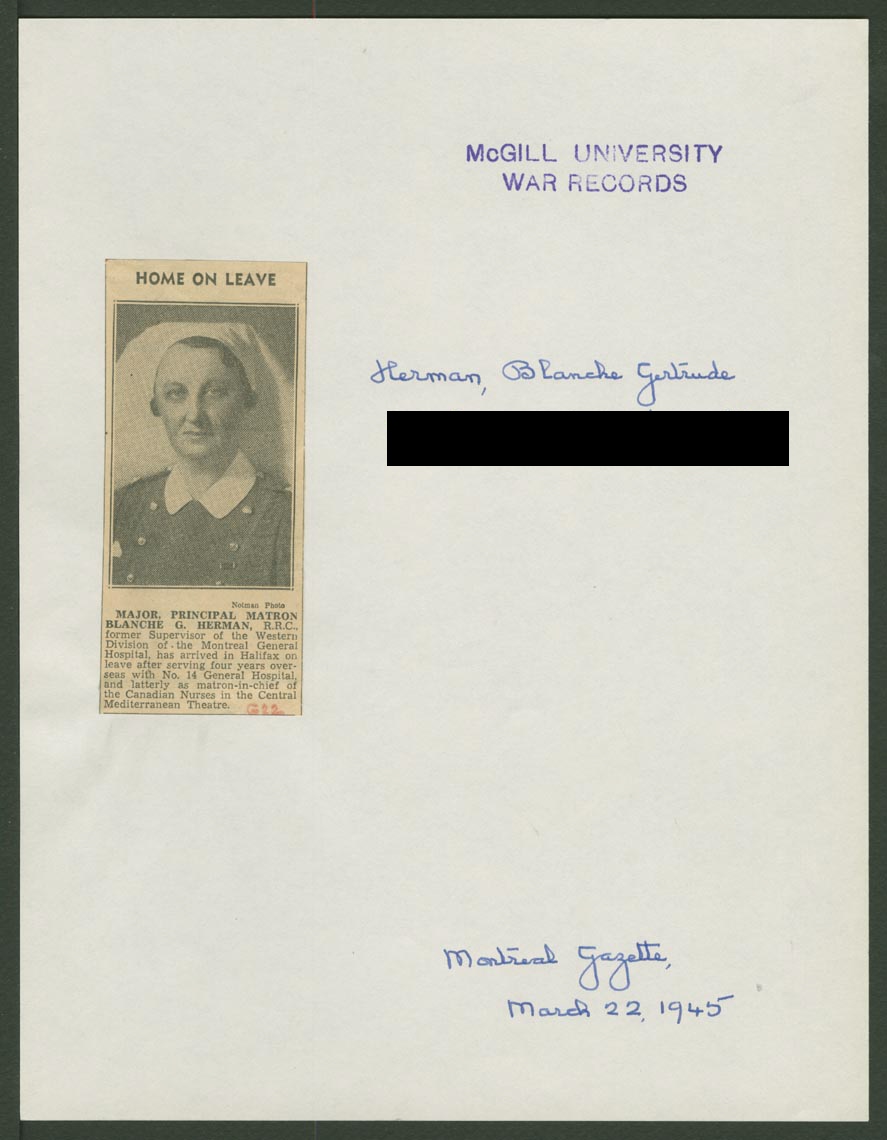 McGILL UNIVERSITY
WAR RECORDS
HOME ON LEAVE
Notman Photo
MAJOR, PRINCIPAL MATRON
BLANCHE G. HERMAN, R.R.C.,
former Supervisor of the Western
Division of the Montreal General
Hospital, has arrived in Halifax on
leave after serving four years over-
seas with No. 14 General Hospital,
and latterly as matron-in-chief of
the Canadian Nurses in the Central
Mediterranean Theatre.
G22
Herman, Blanche Gertrude
Montreal Gazette,
March 22, 1945